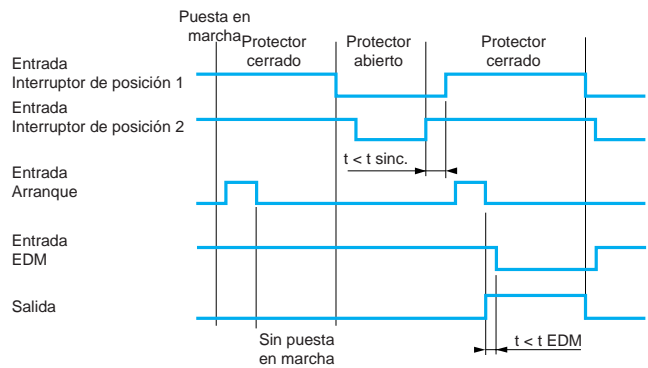 Puesta en
marcha
Protector
cerrado
Protector
abierto
Protector
cerrado
Entrada
Interruptor de posición 1
Entrada
Interruptor de posición 2
t < t sinc.
Entrada
Arranque
Entrada
EDM
Salida
Sin puesta
en marcha
t < t EDM